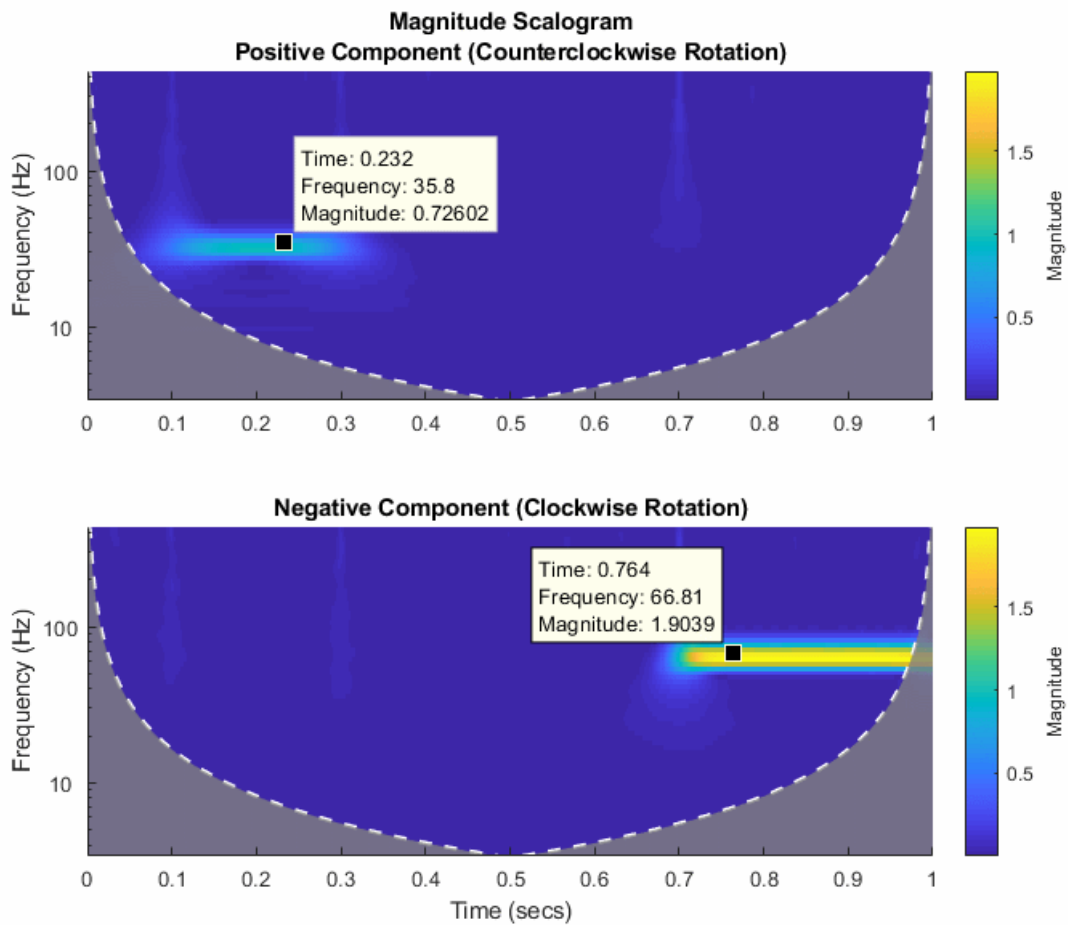 Magnitude Scalogram
Positive Component (Counterclockwise Rotation)
Frequency (Hz)
100
10
Time: 0.232
Frequency: 35.8
Magnitude: 0.72602
0 0.1 0.2 0.3 0.4 0.5 0.6 0.7 0.8 0.9 1
1.5
1
0.5
Magnitude
Negative Component (Clockwise Rotation)
Frequency (Hz)
100
10
Time: 0.764
Frequency: 66.81
Magnitude: 1.9039
0 0.1 0.2 0.3 0.4 0.5 0.6 0.7 0.8 0.9 1
Time (secs)
1.5
1
0.5
Magnitude